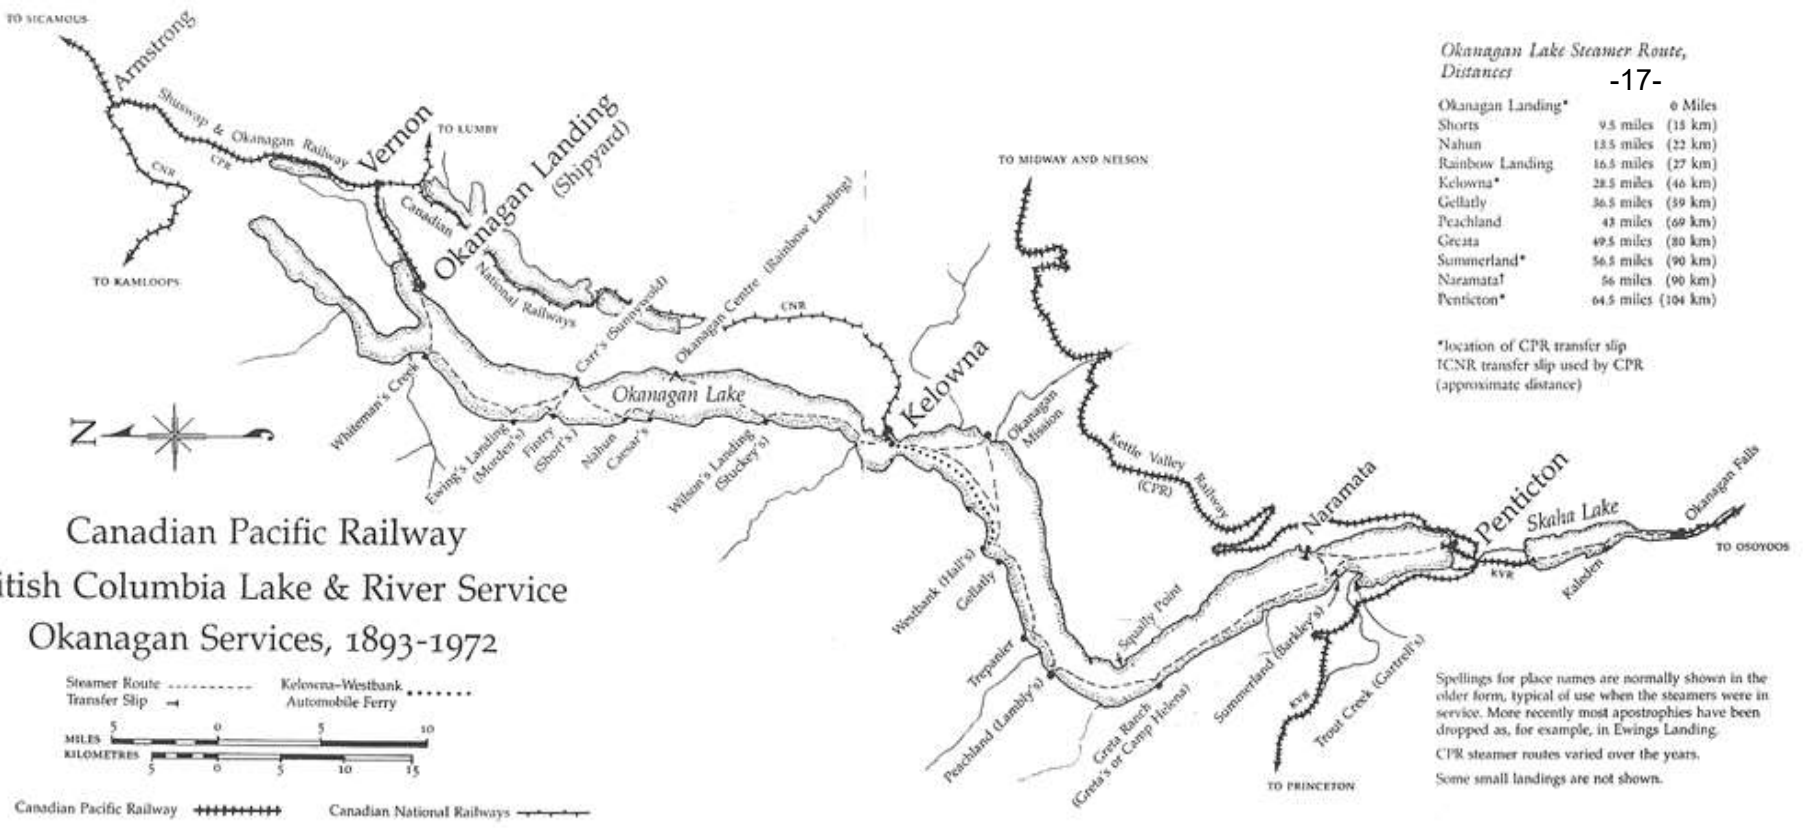 TO SICAMOUS
Armstrong
Shuswap & Okanagan Railway
CPR
CNR
TO KAMLOOPS
Vernon
TO LUMBY
Okanagan Landing
(Shipyard)
Canadian
National Railways
Carr's (Sunnywold)
Okanagan Centre (Rainbow Landing)
CNR
Okanagan Lake
Whiteman's Creek
Ewing's Landing
(Morden's)
Fintry
(Short's)
Nahun
Caesar's
Wilson's Landing
(Stuckey's)
Kelowna
Okanagan
Mission
TO MIDWAY AND NELSON
Kettle Valley
Railway
(CPR)
Naramata
Penticton
Skaha Lake
Okanagan Falls
TO OSOYOOS
KVR
Kaleden
Westbank (Hall's)
Gellatly
Trepanier
Peachland (Lambly's)
Squally Point
Greta Ranch
(Greta's or Camp Helena)
Summerland (Barkley's)
Trout Creek (Gartrell's)
KVR
TO PRINCETON
N
Okanagan Lake Steamer Route,
Distances
-17-
Okanagan Landing* 0 Miles
Shorts 9.5 miles (15 km)
Nahun 13.5 miles (22 km)
Rainbow Landing 16.5 miles (27 km)
Kelowna* 28.5 miles (46 km)
Gellatly 36.5 miles (59 km)
Peachland 43 miles (69 km)
Greata 49.5 miles (80 km)
Summerland* 56.5 miles (90 km)
Naramata† 56 miles (90 km)
Penticton* 64.5 miles (104 km)
*location of CPR transfer slip
†CNR transfer slip used by CPR
(approximate distance)
Canadian Pacific Railway
itish Columbia Lake & River Service
Okanagan Services, 1893-1972
Steamer Route
Transfer Slip
Kelowna-Westbank
Automobile Ferry
5 0 5 10
MILES
KILOMETRES
5 0 5 10 15
Canadian Pacific Railway
Canadian National Railways
Spellings for place names are normally shown in the
older form, typical of use when the steamers were in
service. More recently most apostrophies have been
dropped as, for example, in Ewings Landing.
CPR steamer routes varied over the years.
Some small landings are not shown.